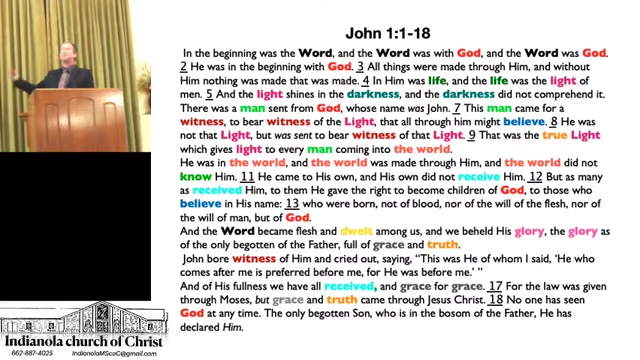 John 1:1-18
In the beginning was the Word, and the Word was with God, and the Word was God.
2 He was in the beginning with God. 3 All things were made through Him, and without
Him nothing was made that was made. 4 In Him was life, and the life was the light of
men. 5 And the light shines in the darkness, and the darkness did not comprehend it.
There was a man sent from God, whose name was John. 7 This man came for a
witness, to bear witness of the Light, that all through him might believe. 8 He was
not that Light, but was sent to bear witness of that Light. 9 That was the true Light
which gives light to every man coming into the world.
He was in the world, and the world was made through Him, and the world did not
know Him. 11 He came to His own, and His own did not receive Him. 12 But as many
as received Him, to them He gave the right to become children of God, to those who
believe in His name: 13 who were born, not of blood, nor of the will of the flesh, nor of
the will of man, but of God.
And the Word became flesh and dwelt among us, and we beheld His glory, the glory as
of the only begotten of the Father, full of grace and truth.
John bore witness of Him and cried out, saying, “This was He of whom I said, ‘He who
comes after me is preferred before me, for He was before me.’ ”
And of His fullness we have all received, and grace for grace. 17 For the law was given
through Moses, but grace and truth came through Jesus Christ. 18 No one has seen
God at any time. The only begotten Son, who is in the bosom of the Father, He has
declared Him.
Indianola church of Christ
662-887-4025 IndianolaMScoC@gmail.com